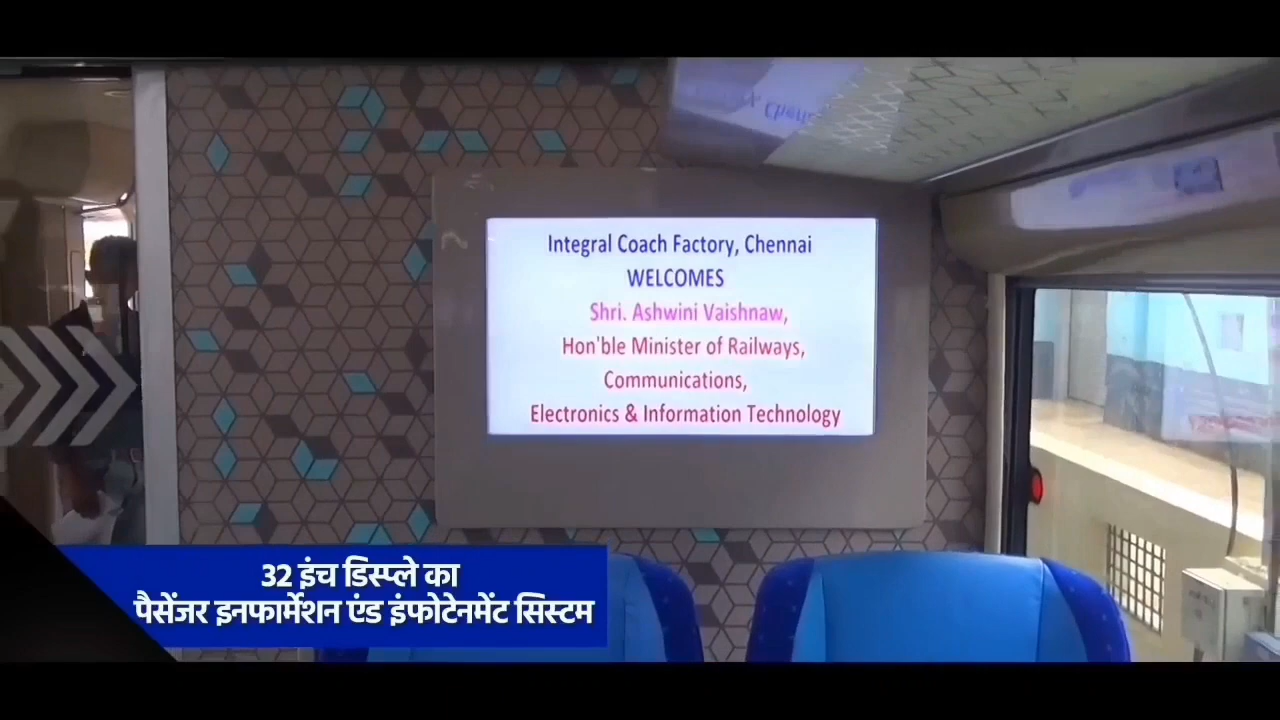 Integral Coach Factory, Chennai
WELCOMES
Shri. Ashwini Vaishnaw,
Hon'ble Minister of Railways,
Communications,
Electronics & Information Technology
32 इंच डिस्प्ले का
पैसेंजर इनफार्मेशन एंड इंफोटेनमेंट सिस्टम